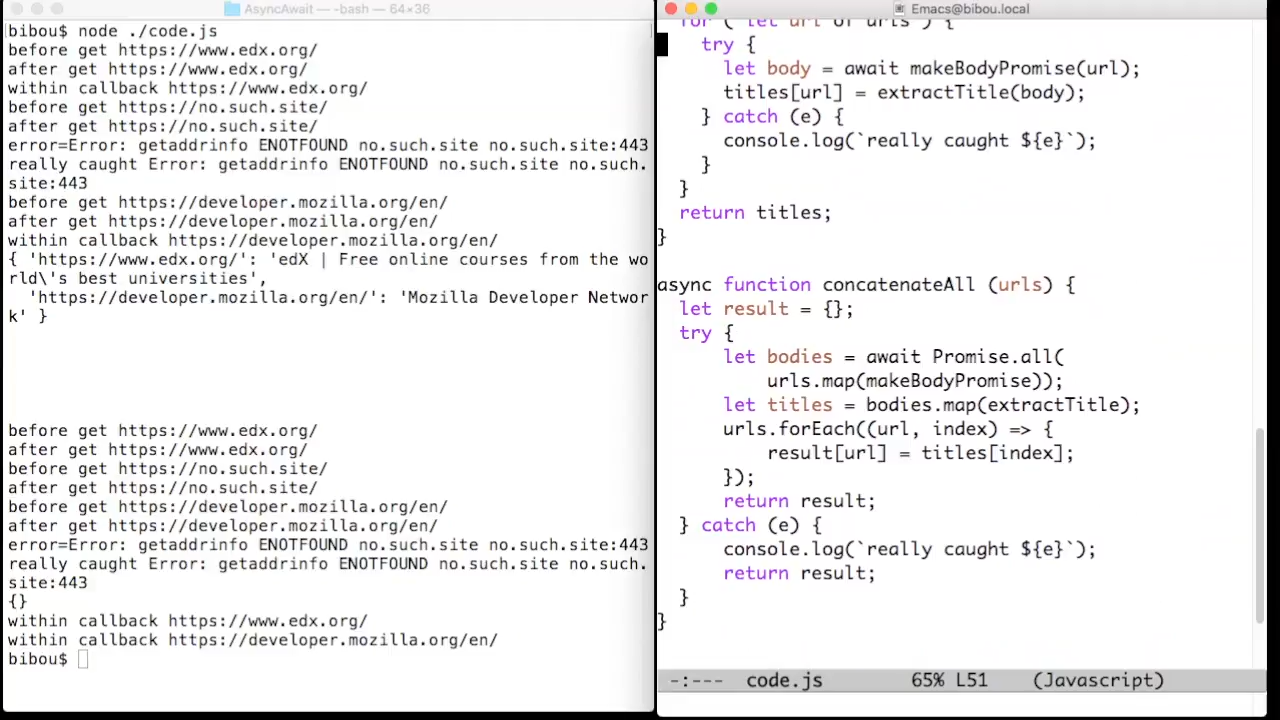 AsyncAwait — -bash — 64×36
bibou$ node ./code.js
before get https://www.edx.org/
after get https://www.edx.org/
within callback https://www.edx.org/
before get https://no.such.site/
after get https://no.such.site/
error=Error: getaddrinfo ENOTFOUND no.such.site no.such.site:443
really caught Error: getaddrinfo ENOTFOUND no.such.site no.such.
site:443
before get https://developer.mozilla.org/en/
after get https://developer.mozilla.org/en/
within callback https://developer.mozilla.org/en/
{ 'https://www.edx.org/': 'edX | Free online courses from the wo
rld\'s best universities',
  'https://developer.mozilla.org/en/': 'Mozilla Developer Networ
k' }
before get https://www.edx.org/
after get https://www.edx.org/
before get https://no.such.site/
after get https://no.such.site/
before get https://developer.mozilla.org/en/
after get https://developer.mozilla.org/en/
error=Error: getaddrinfo ENOTFOUND no.such.site no.such.site:443
really caught Error: getaddrinfo ENOTFOUND no.such.site no.such.
site:443
{}
within callback https://www.edx.org/
within callback https://developer.mozilla.org/en/
bibou$
Emacs@bibou.local
  for ( let url of urls ) {
    try {
      let body = await makeBodyPromise(url);
      titles[url] = extractTitle(body);
    } catch (e) {
      console.log(`really caught ${e}`);
    }
  }
  return titles;
}
async function concatenateAll (urls) {
  let result = {};
  try {
      let bodies = await Promise.all(
          urls.map(makeBodyPromise));
      let titles = bodies.map(extractTitle);
      urls.forEach((url, index) => {
          result[url] = titles[index];
      });
      return result;
  } catch (e) {
      console.log(`really caught ${e}`);
      return result;
  }
}
-:--- code.js 65% L51 (Javascript)